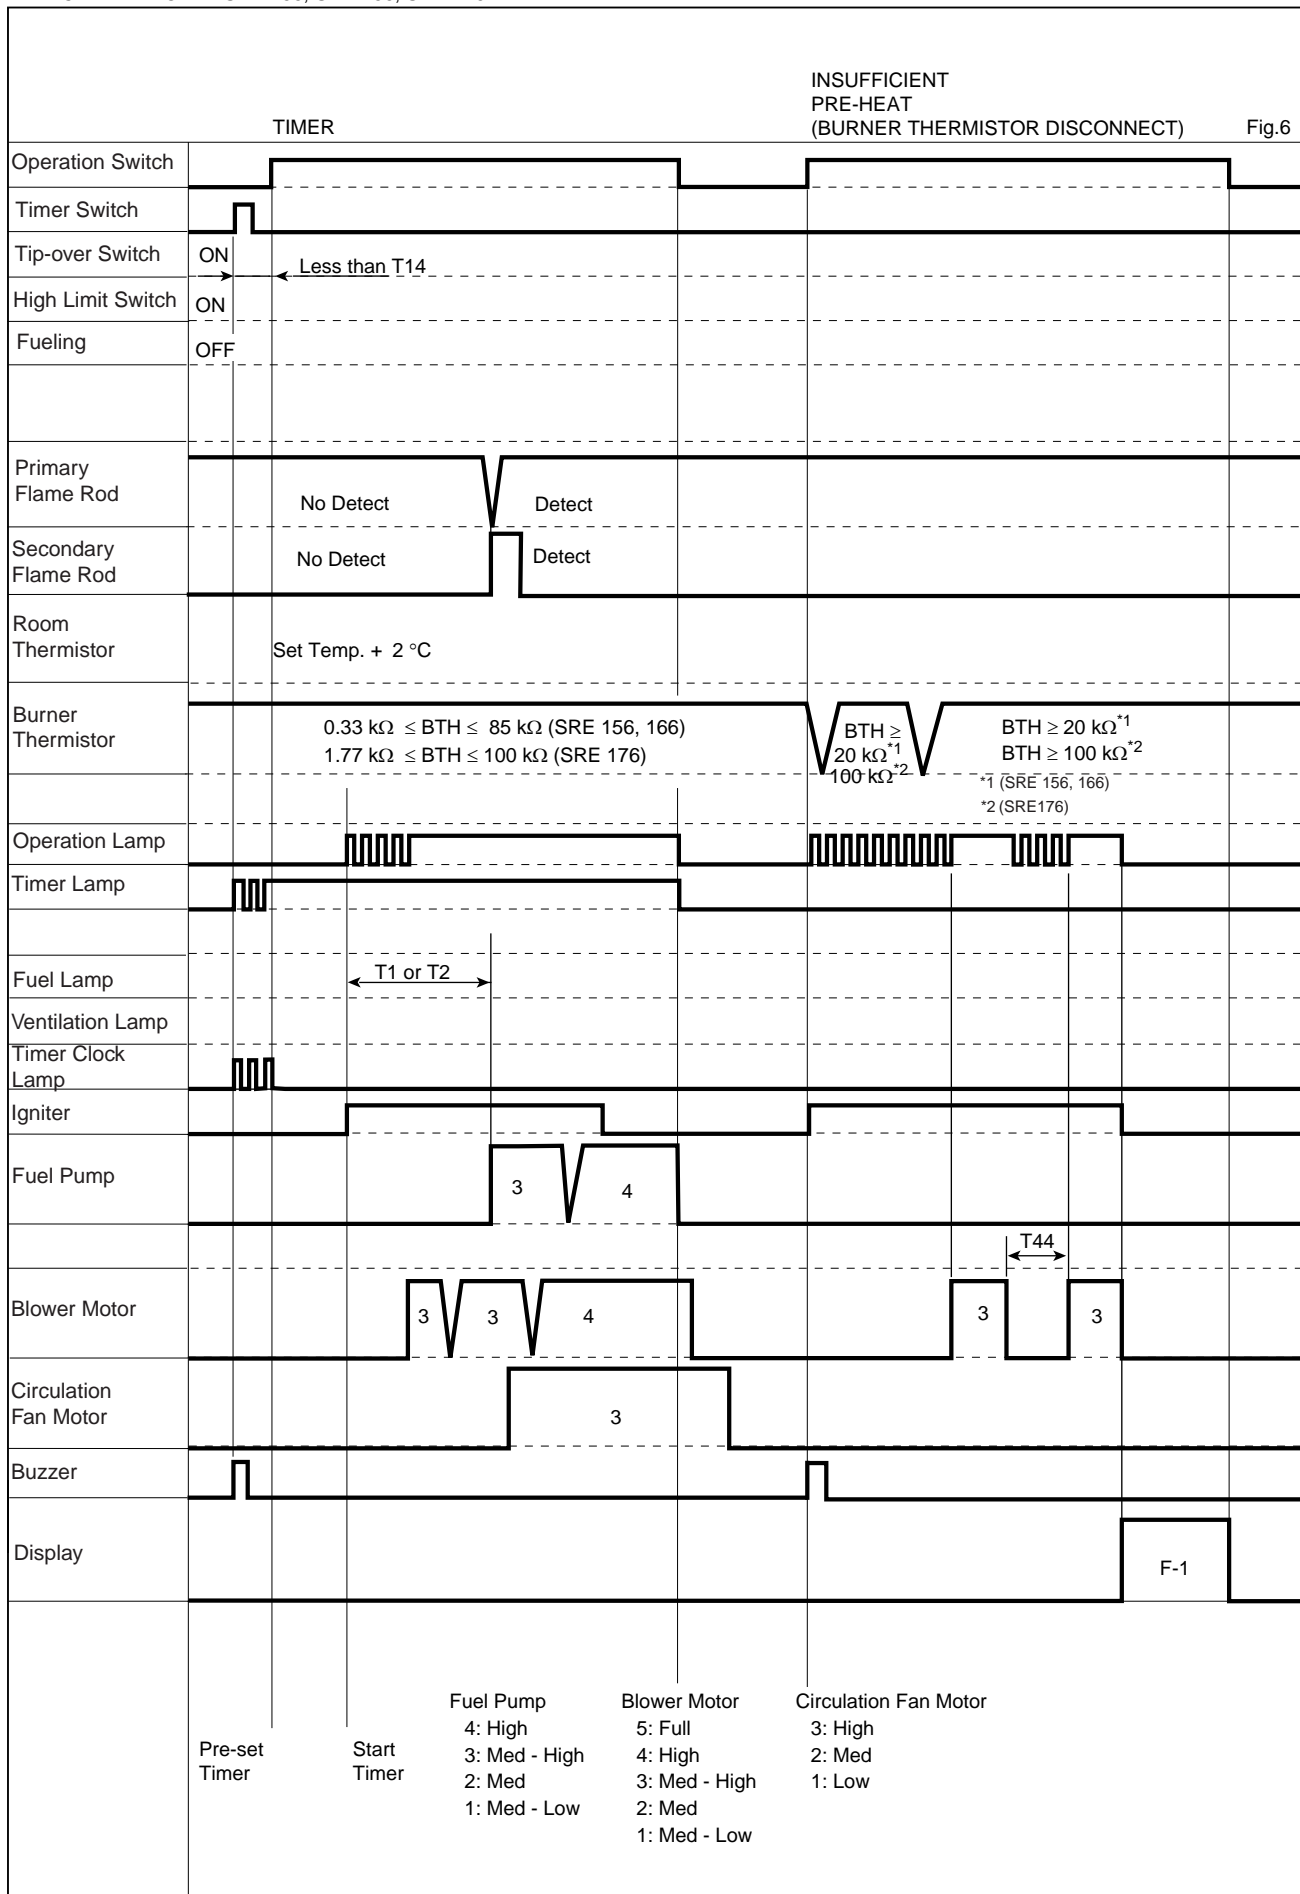 INSUFFICIENT
PRE-HEAT
TIMER (BURNER THERMISTOR DISCONNECT) Fig.6
Operation Switch
Timer Switch
Tip-over Switch ON
Less than T14
High Limit Switch ON
Fueling OFF
Primary
Flame Rod
No Detect Detect
Secondary
Flame Rod
No Detect Detect
Room
Thermistor
Set Temp. + 2 °C
Burner
Thermistor
0.33 kΩ ≤ BTH ≤ 85 kΩ (SRE 156, 166)
1.77 kΩ ≤ BTH ≤ 100 kΩ (SRE 176)
BTH ≥
20 kΩ*1
100 kΩ*2
BTH ≥ 20 kΩ*1
BTH ≥ 100 kΩ*2
*1 (SRE 156, 166)
*2 (SRE176)
Operation Lamp
Timer Lamp
Fuel Lamp
T1 or T2
Ventilation Lamp
Timer Clock
Lamp
Igniter
Fuel Pump
3 4
T44
Blower Motor
3 3 4 3 3
Circulation
Fan Motor
3
Buzzer
Display
F-1
Pre-set
Timer
Start
Timer
Fuel Pump
4: High
3: Med - High
2: Med
1: Med - Low
Blower Motor
5: Full
4: High
3: Med - High
2: Med
1: Med - Low
Circulation Fan Motor
3: High
2: Med
1: Low